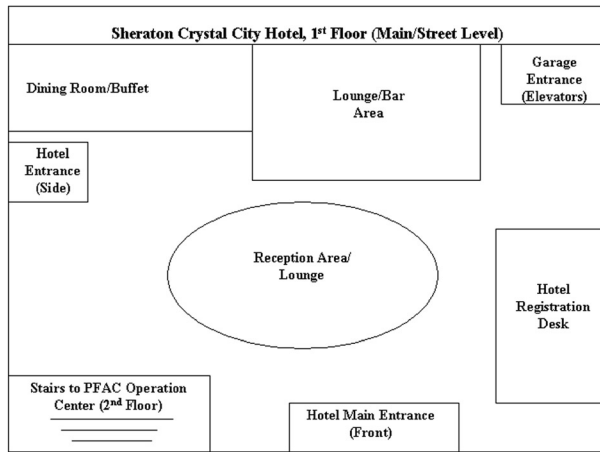 Sheraton Crystal City Hotel, 1st Floor (Main/Street Level)
Dining Room/Buffet
Lounge/Bar
Area
Garage
Entrance
(Elevators)
Hotel
Entrance
(Side)
Reception Area/
Lounge
Hotel
Registration
Desk
Stairs to PFAC Operation
Center (2nd Floor)
Hotel Main Entrance
(Front)